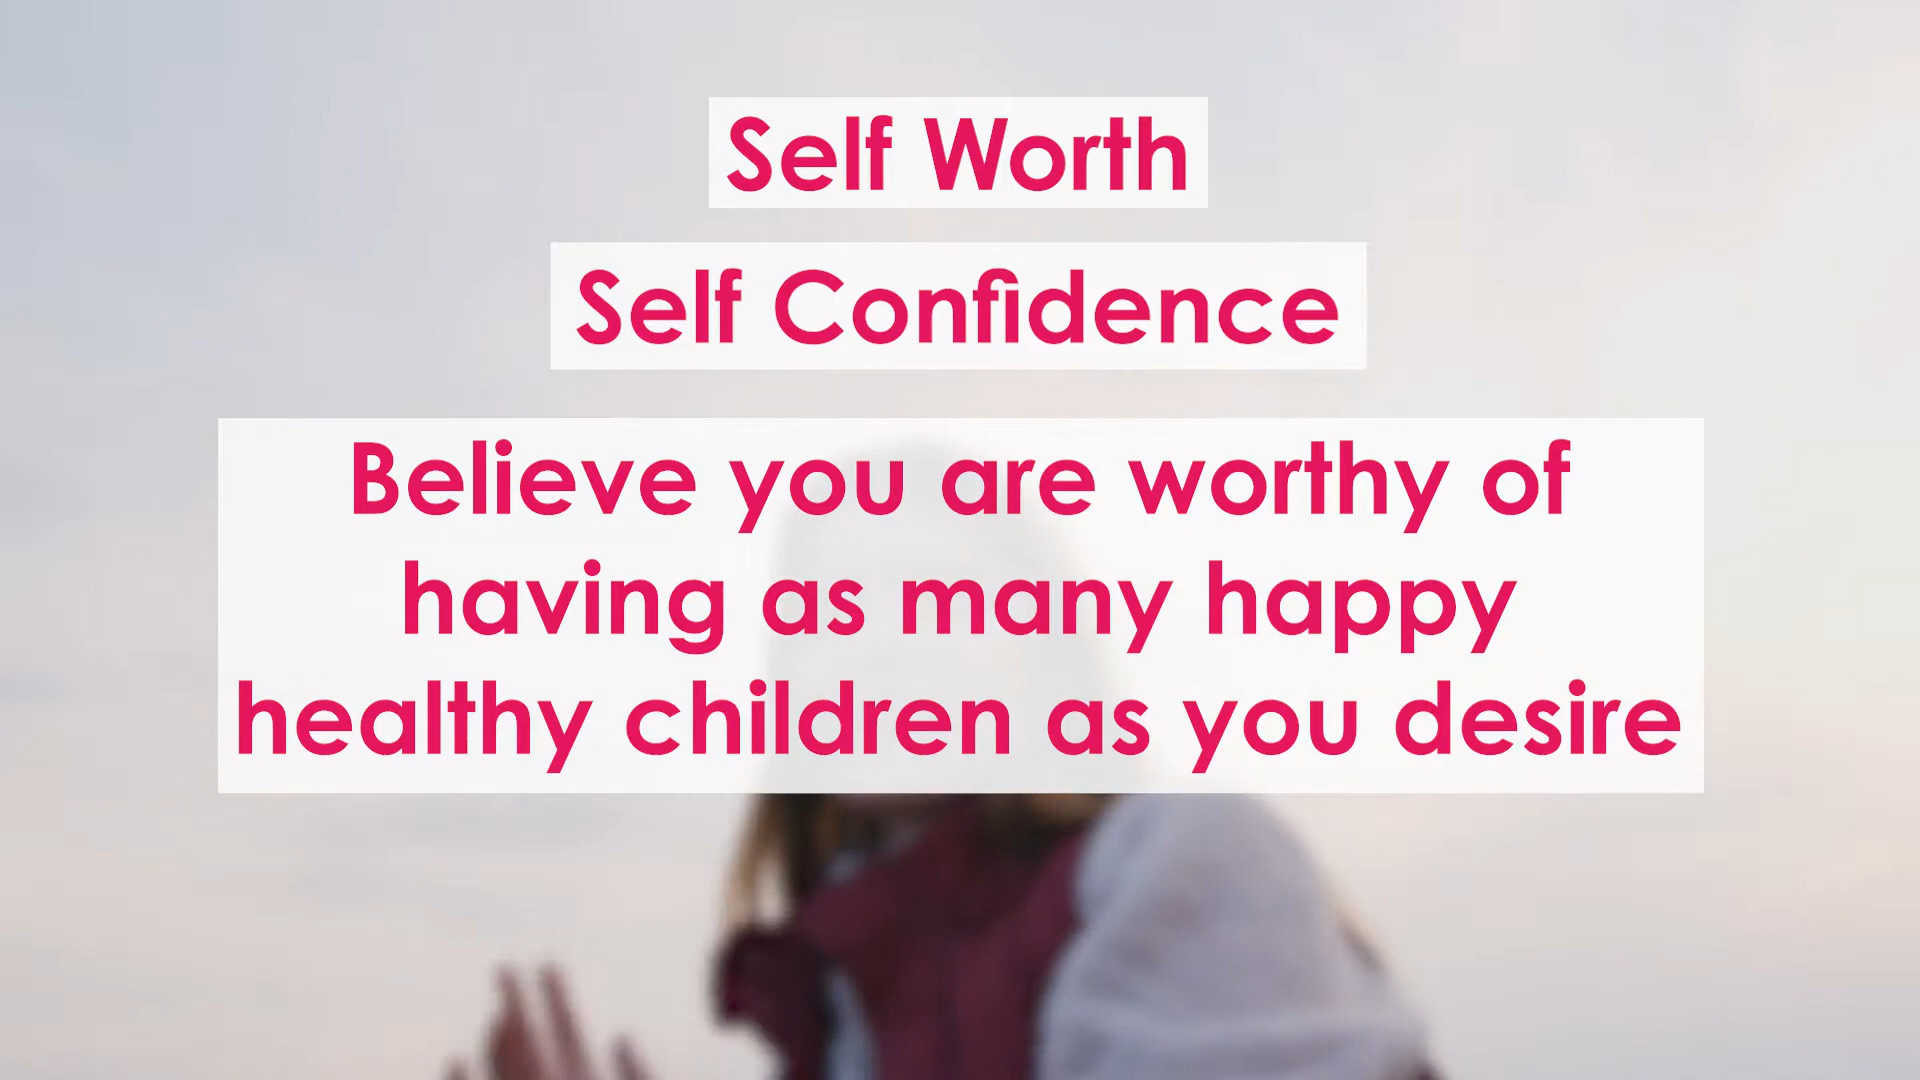 Self Worth
Self Confidence
Believe you are worthy of
having as many happy
healthy children as you desire